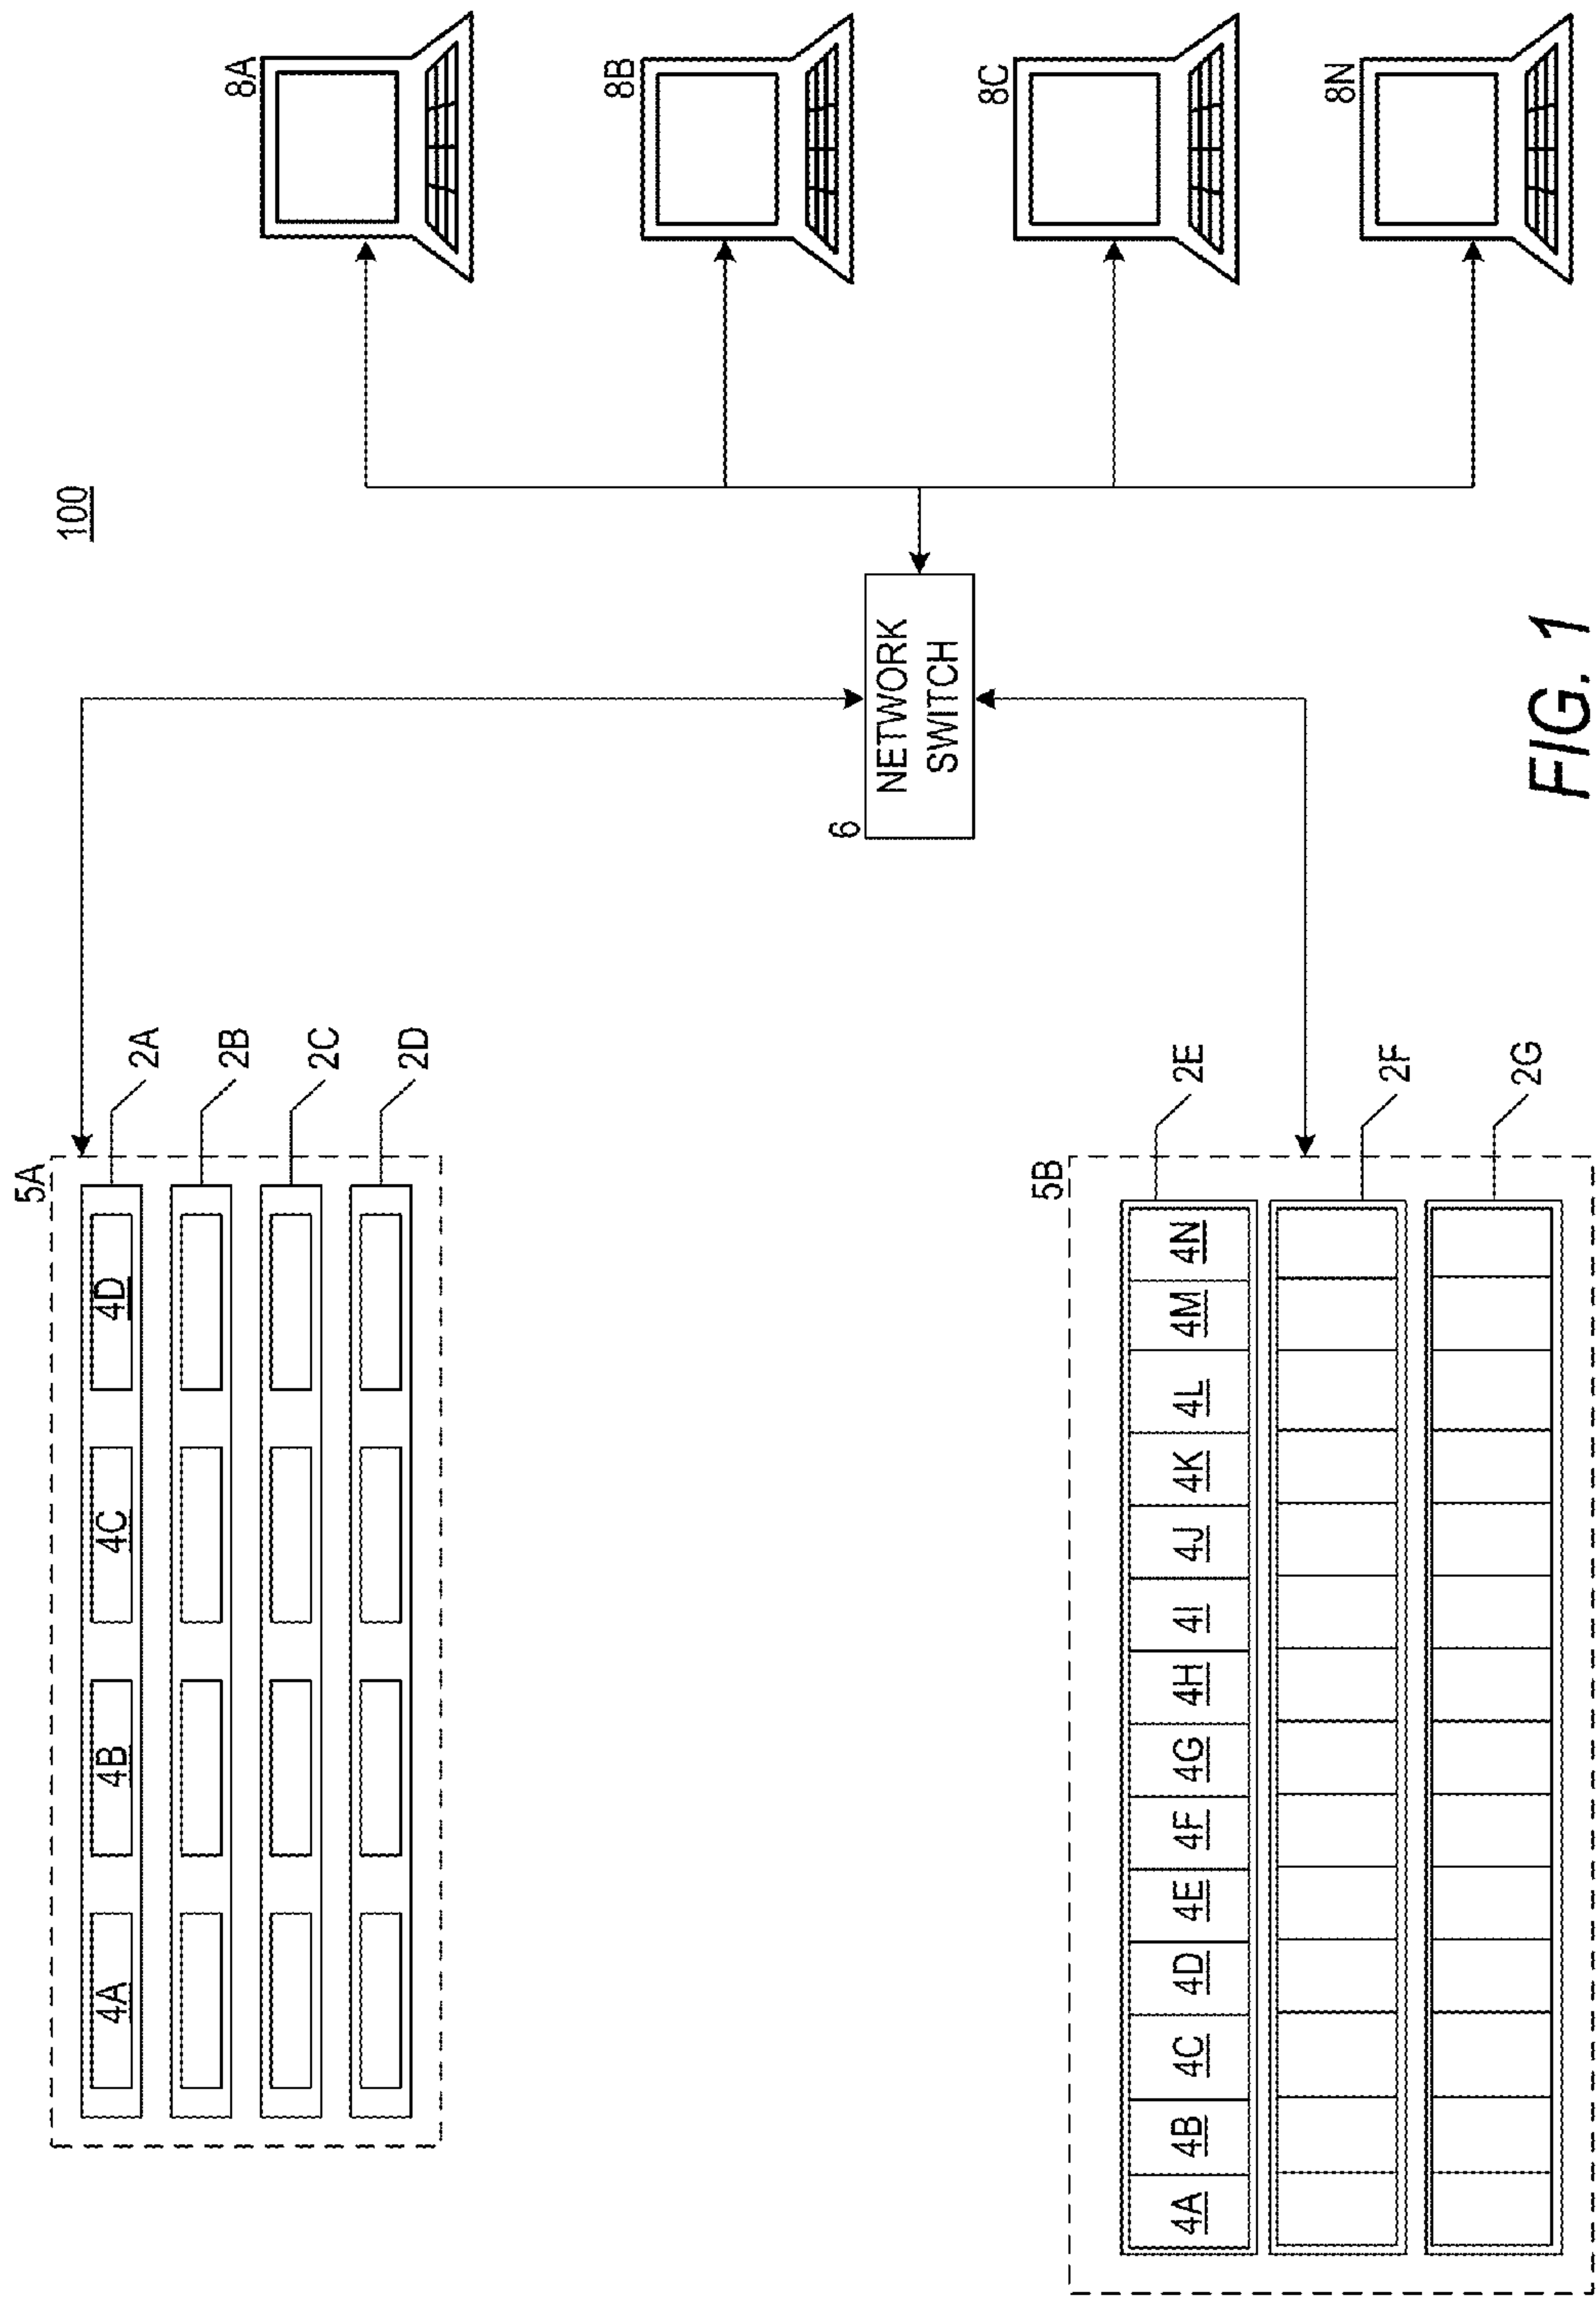 100
5A
4A 4B 4C 4D
2A
2B
2C
2D
8A
8B
6
NETWORK
SWITCH
8C
8N
5B
4A 4B 4C 4D 4E 4F 4G 4H 4I 4J 4K 4L 4M 4N
2E
2F
2G
FIG. 1